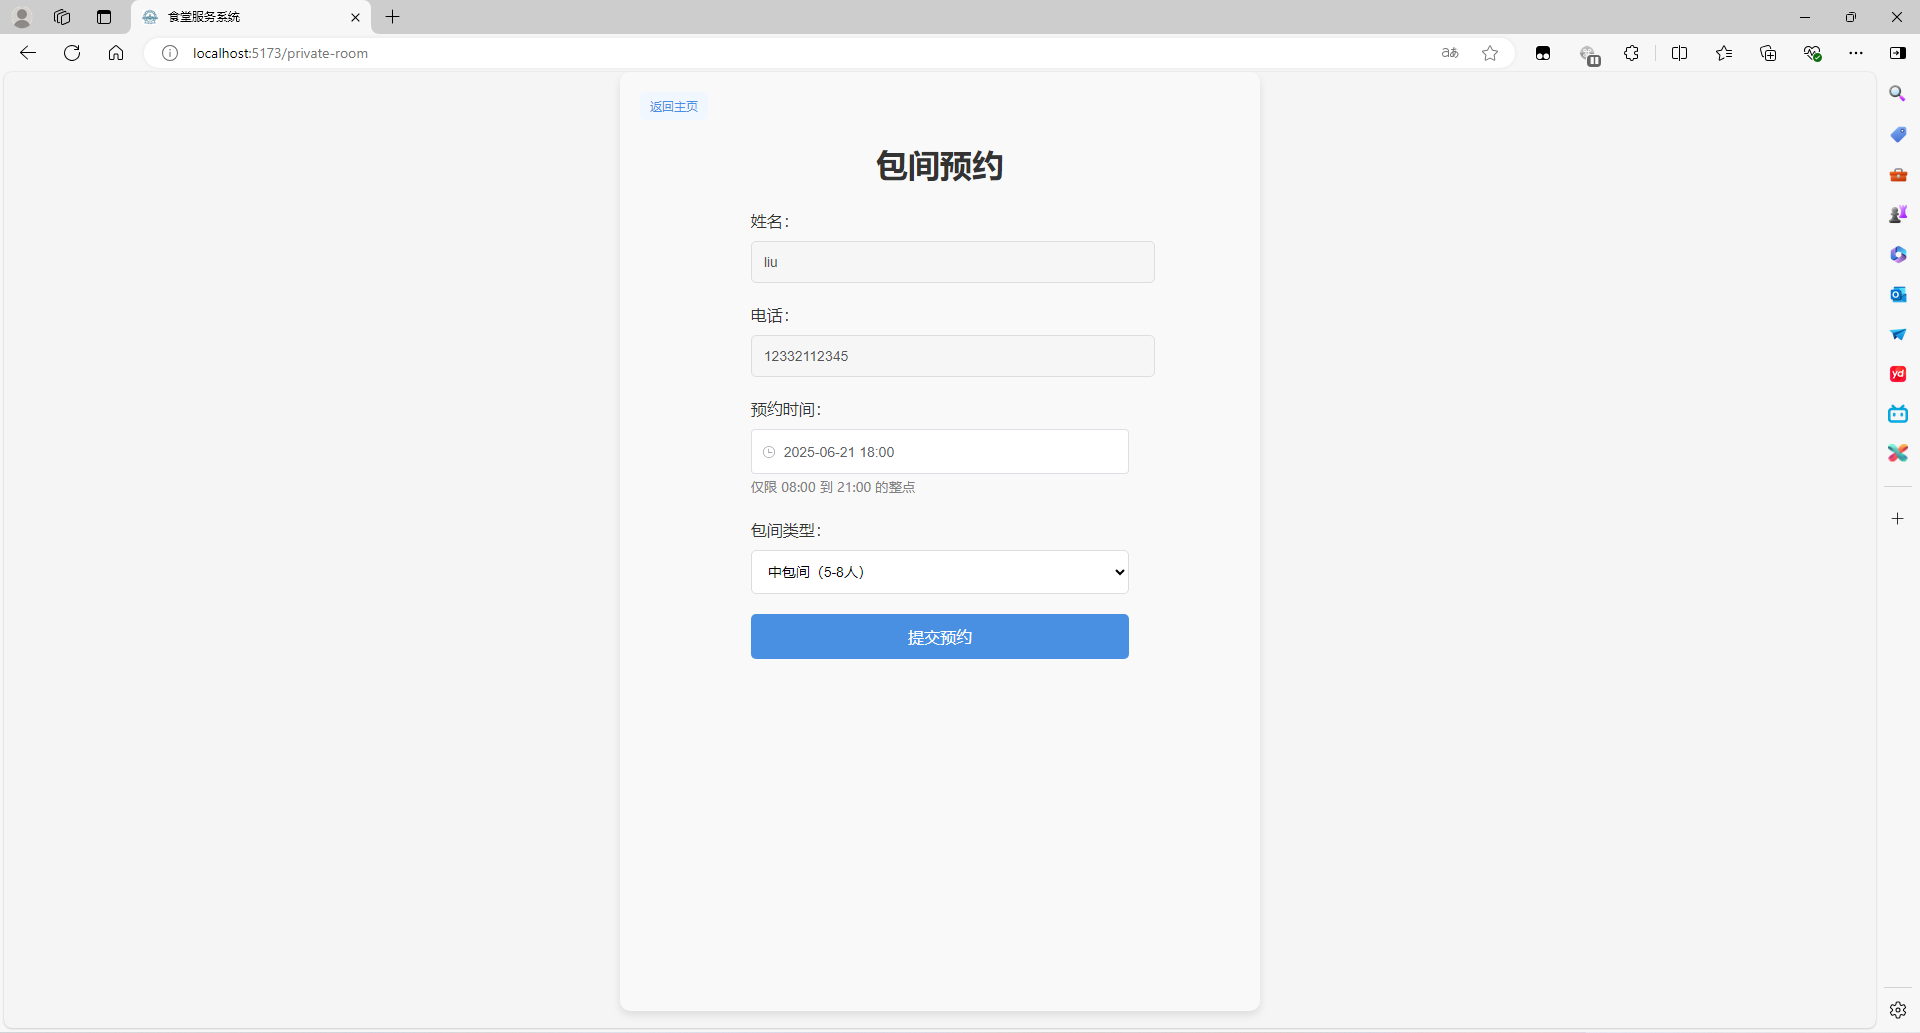 食堂服务系统
localhost:5173/private-room
返回主页
包间预约
姓名：
liu
电话：
12332112345
预约时间：
2025-06-21 18:00
仅限 08:00 到 21:00 的整点
包间类型：
中包间（5-8人）
提交预约